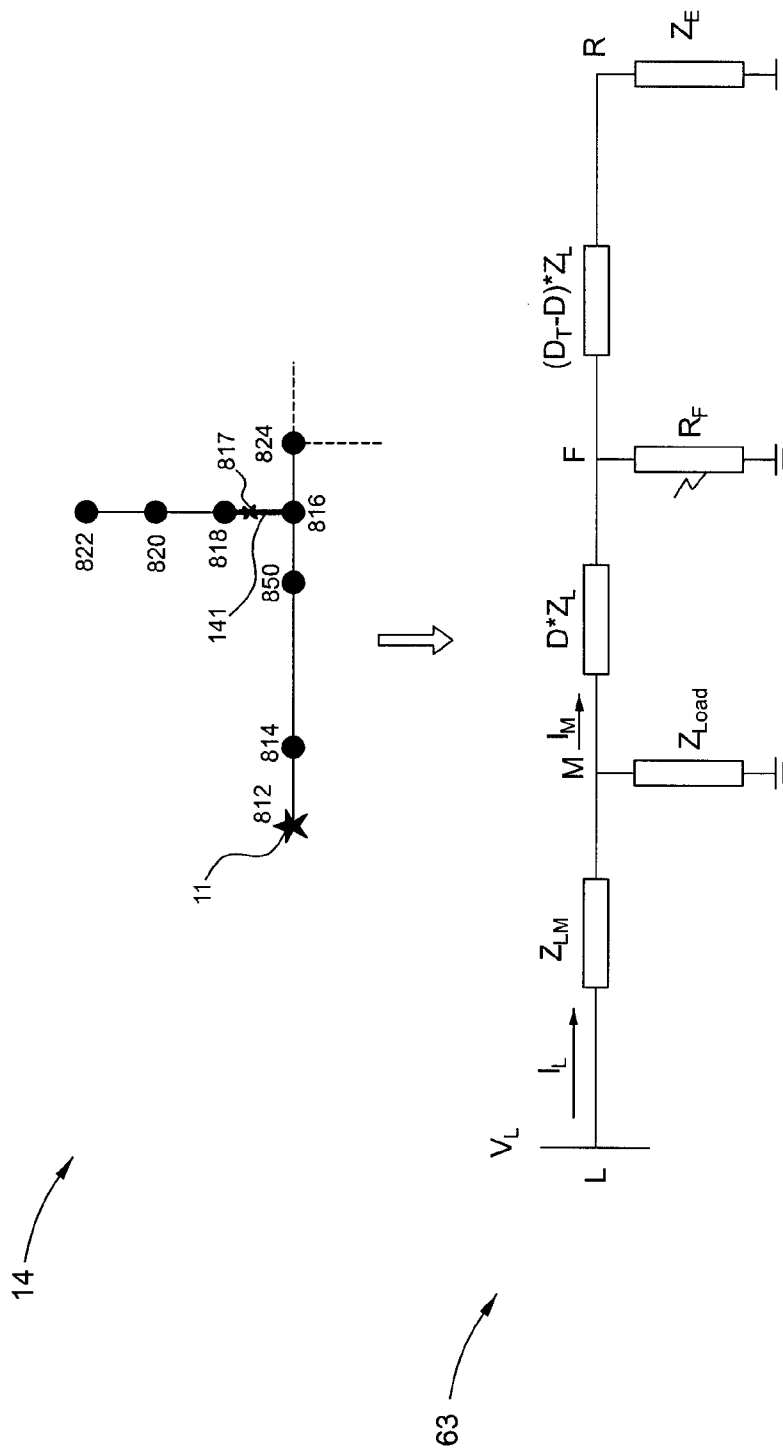 14
822
820
818
817
141
816
824
850
814
812
11
63
V_L
L
I_L
Z_LM
M
I_M
Z_Load
D*Z_L
F
R_F
(D_T-D)*Z_L
R
Z_E